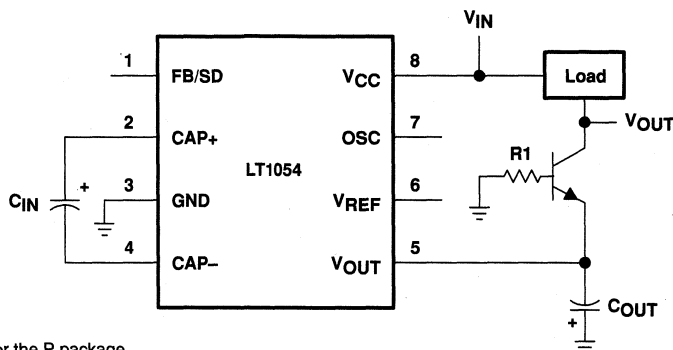 VIN
1
FB/SD
VCC
8
Load
2
CAP+
OSC
7
VOUT
LT1054
R1
CIN
+
3
GND
VREF
6
4
CAP–
VOUT
5
COUT
+
or the P package